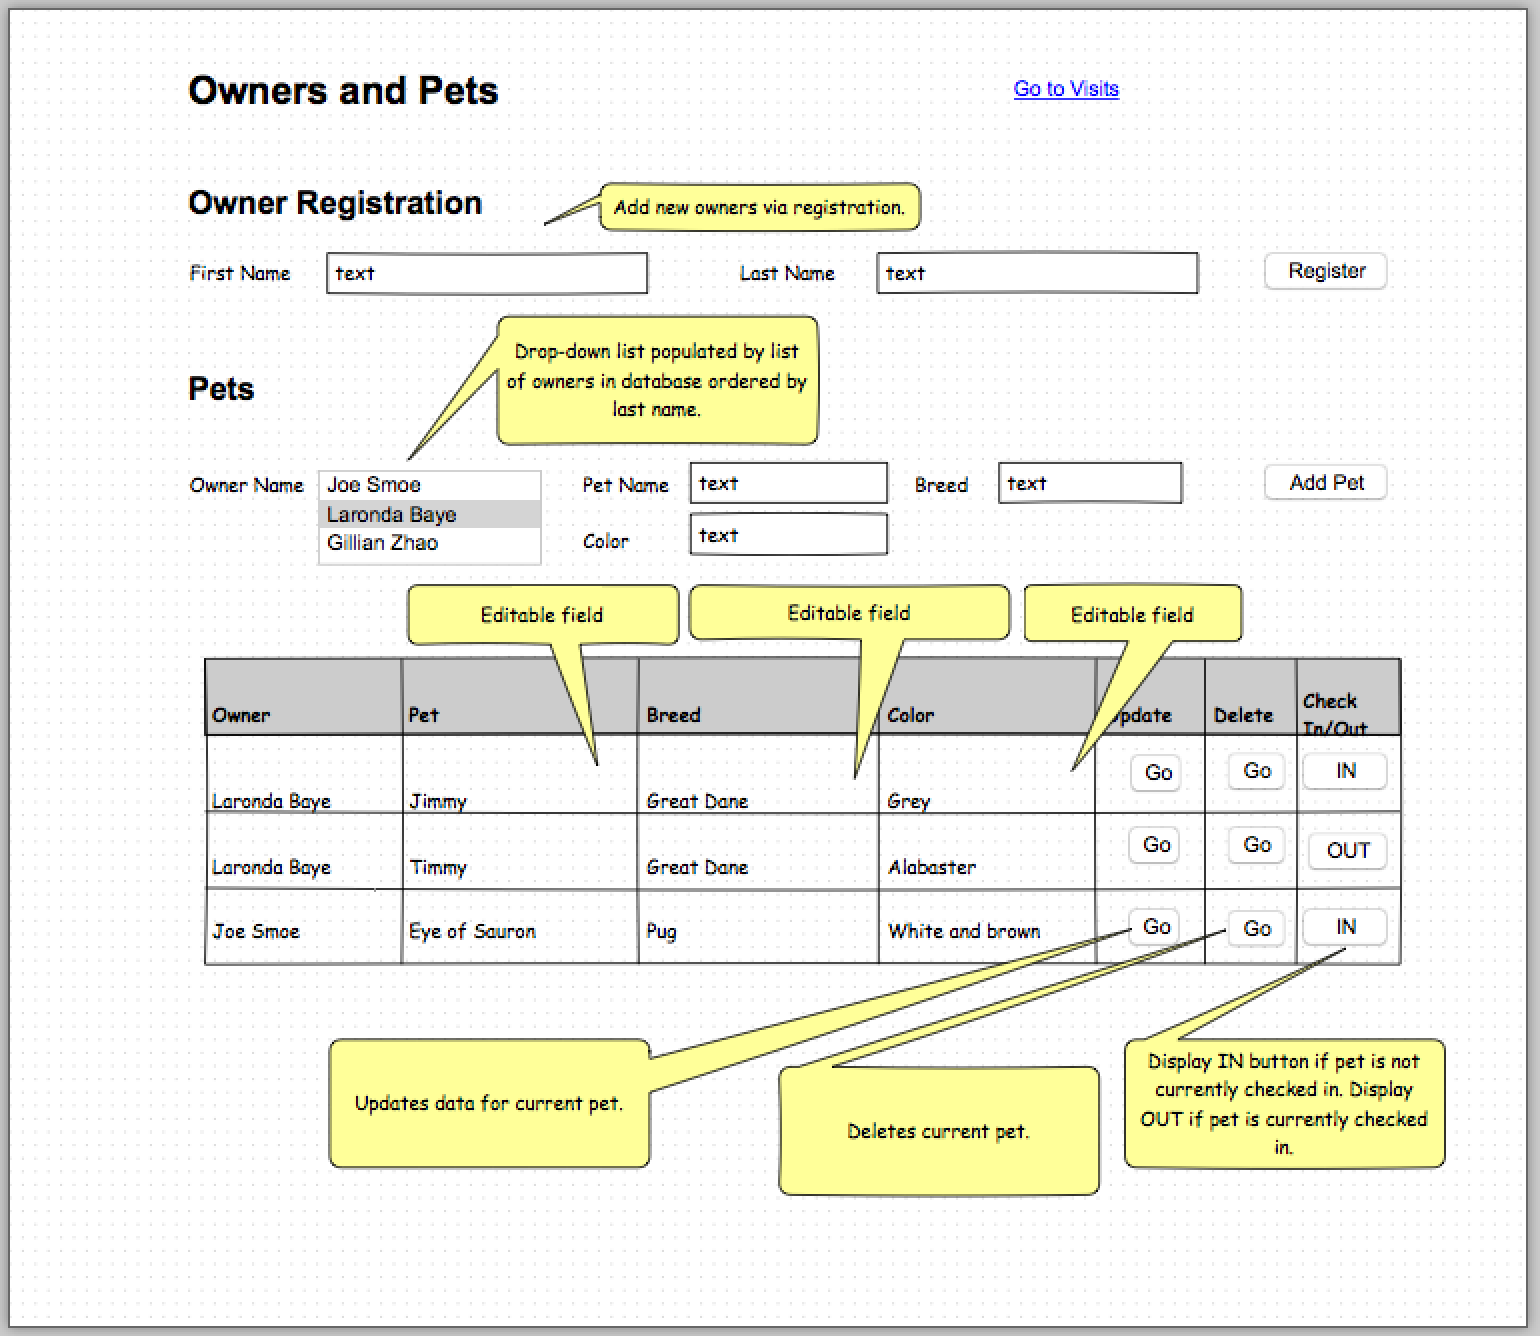 Owners and Pets
Go to Visits
Owner Registration
Add new owners via registration.
First Name
text
Last Name
text
Register
Drop-down list populated by list
of owners in database ordered by
last name.
Pets
Owner Name
Joe Smoe
Laronda Baye
Gillian Zhao
Pet Name
text
Breed
text
Add Pet
Color
text
Editable field
Editable field
Editable field
Owner
Pet
Breed
Color
Update
Delete
Check
In/Out
Laronda Baye
Jimmy
Great Dane
Grey
Go
Go
IN
Laronda Baye
Timmy
Great Dane
Alabaster
Go
Go
OUT
Joe Smoe
Eye of Sauron
Pug
White and brown
Go
Go
IN
Updates data for current pet.
Deletes current pet.
Display IN button if pet is not
currently checked in. Display
OUT if pet is currently checked
in.